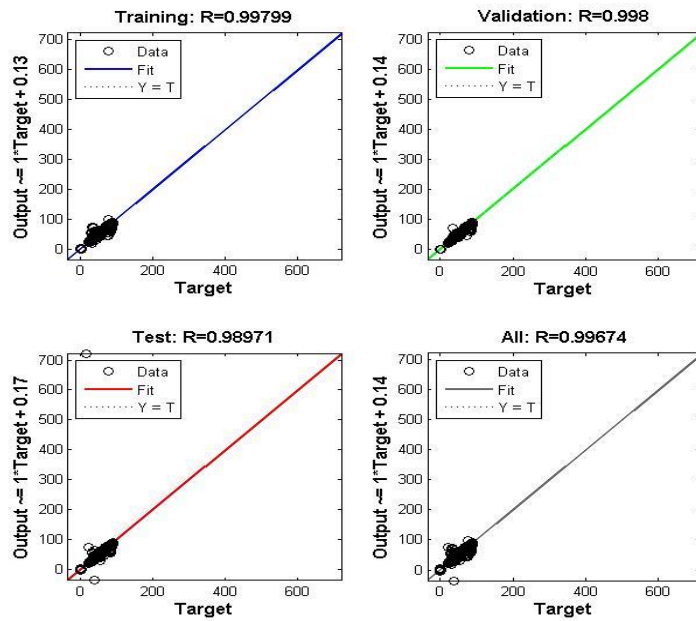 Training: R=0.99799
Output ~= 1*Target + 0.13
700
600
500
400
300
200
100
0
Data
Fit
Y = T
0
200
400
600
Target
Validation: R=0.998
Output ~= 1*Target + 0.14
700
600
500
400
300
200
100
0
Data
Fit
Y = T
0
200
400
600
Target
Test: R=0.98971
Output ~= 1*Target + 0.17
700
600
500
400
300
200
100
0
Data
Fit
Y = T
0
200
400
600
Target
All: R=0.99674
Output ~= 1*Target + 0.14
700
600
500
400
300
200
100
0
Data
Fit
Y = T
0
200
400
600
Target